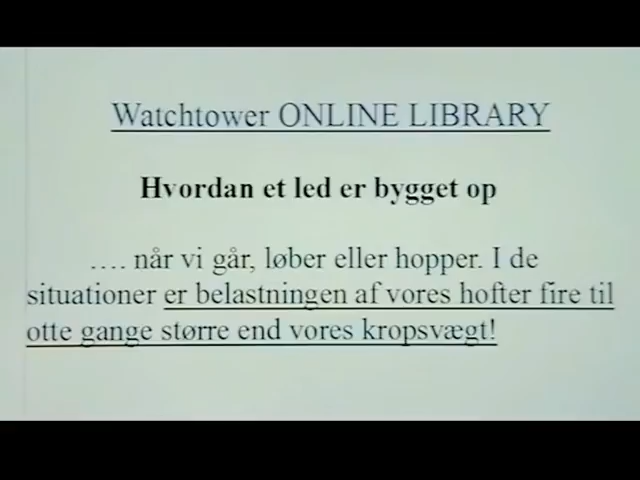 Watchtower ONLINE LIBRARY
Hvordan et led er bygget op
.... når vi går, løber eller hopper. I de
situationer er belastningen af vores hofter fire til
otte gange større end vores kropsvægt!